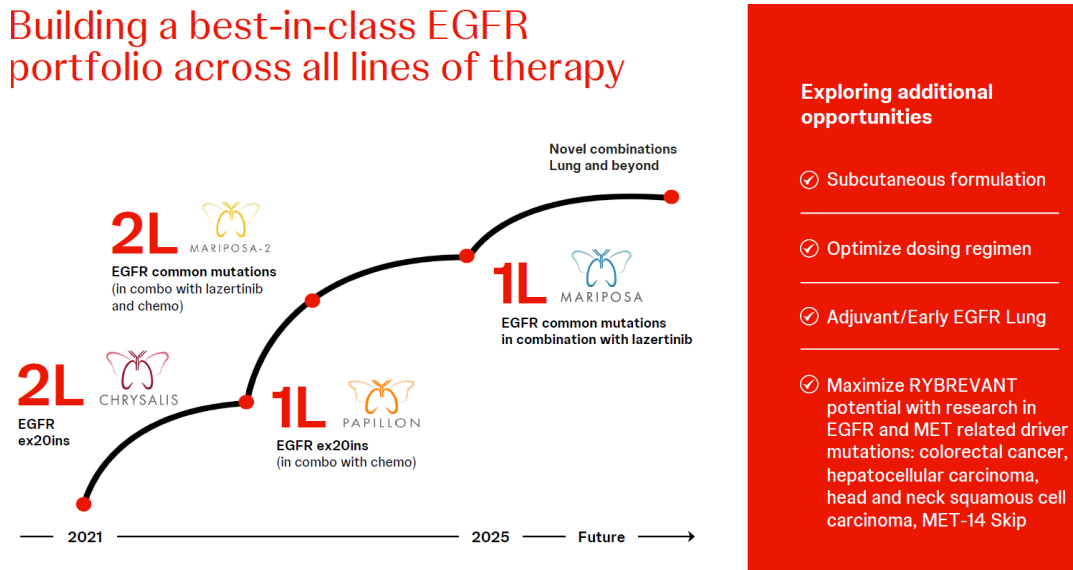 Building a best-in-class EGFR
portfolio across all lines of therapy
Novel combinations
Lung and beyond
2L
MARIPOSA-2
EGFR common mutations
(in combo with lazertinib
and chemo)
1L
MARIPOSA
EGFR common mutations
in combination with lazertinib
2L
CHRYSALIS
EGFR
ex20ins
1L
PAPILLON
EGFR ex20ins
(in combo with chemo)
2021
2025
Future
Exploring additional
opportunities
Subcutaneous formulation
Optimize dosing regimen
Adjuvant/Early EGFR Lung
Maximize RYBREVANT
potential with research in
EGFR and MET related driver
mutations: colorectal cancer,
hepatocellular carcinoma,
head and neck squamous cell
carcinoma, MET-14 Skip